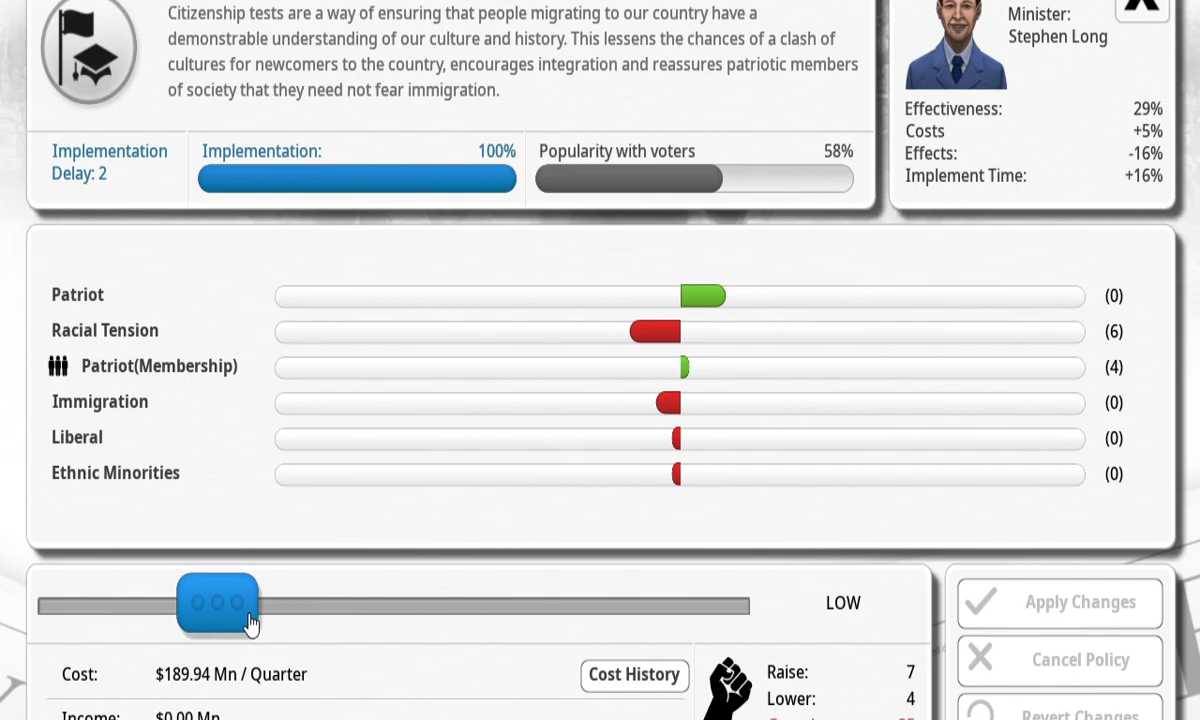 Citizenship tests are a way of ensuring that people migrating to our country have a
demonstrable understanding of our culture and history. This lessens the chances of a clash of
cultures for newcomers to the country, encourages integration and reassures patriotic members
of society that they need not fear immigration.
Minister:
Stephen Long
Effectiveness: 29%
Costs +5%
Effects: -16%
Implement Time: +16%
Implementation
Delay: 2
Implementation: 100%
Popularity with voters 58%
Patriot (0)
Racial Tension (6)
Patriot(Membership) (4)
Immigration (0)
Liberal (0)
Ethnic Minorities (0)
LOW
Apply Changes
Cancel Policy
Revert Changes
Cost: $189.94 Mn / Quarter
Cost History
Raise: 7
Lower: 4
Income: $0.00 Mn